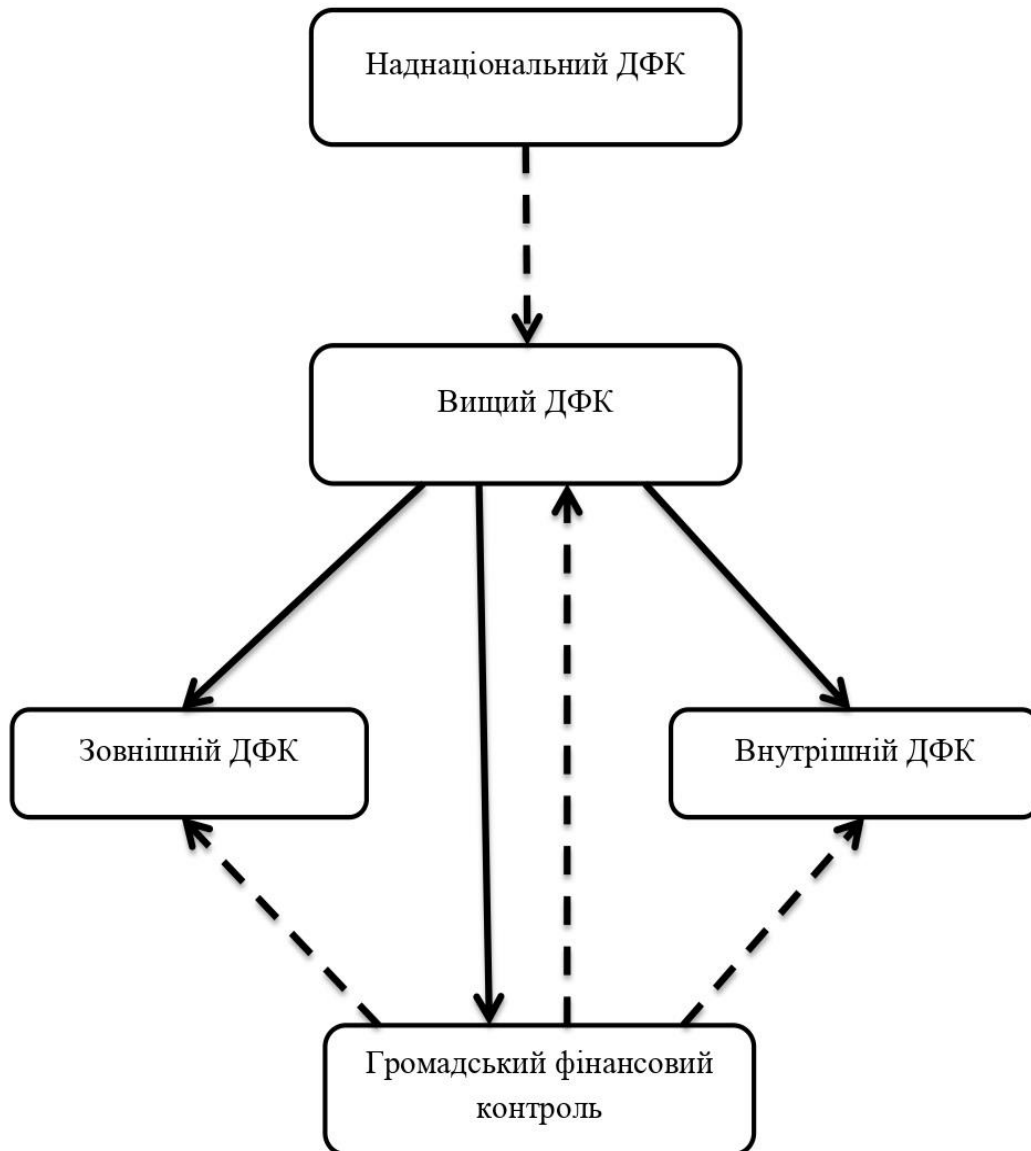 Наднаціональний ДФК
Вищий ДФК
Зовнішній ДФК
Внутрішній ДФК
Громадський фінансовий
контроль